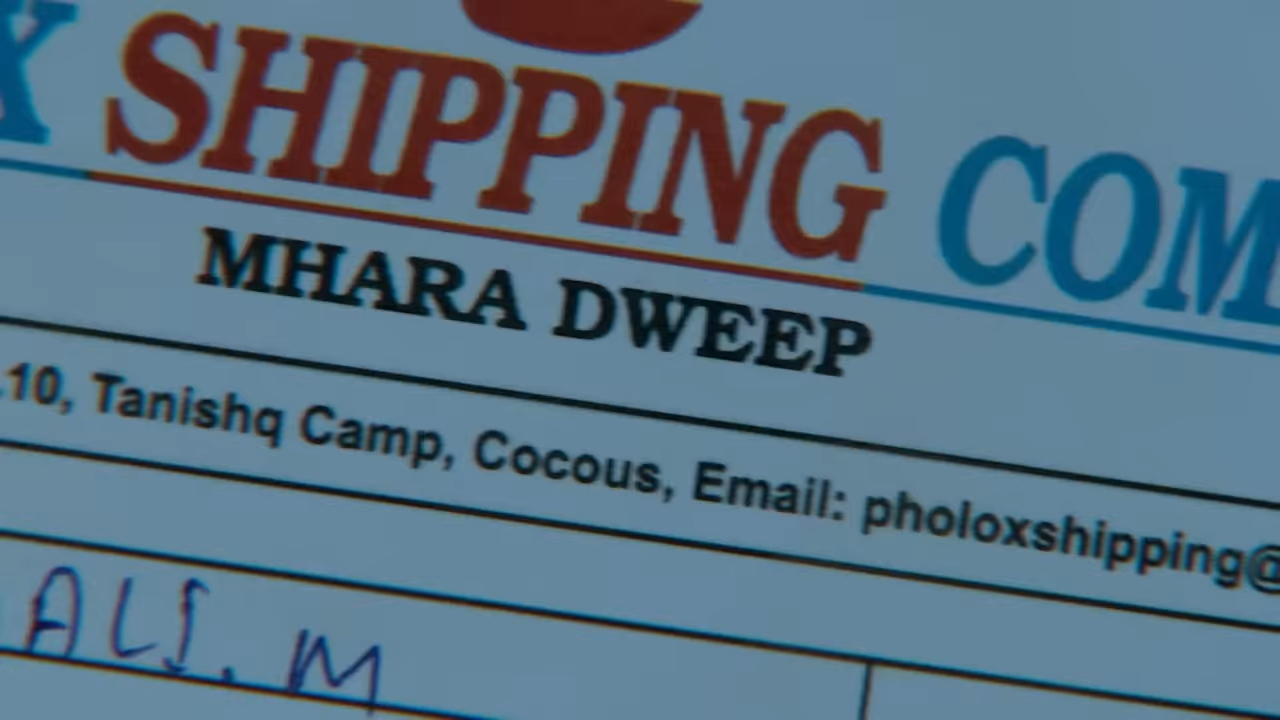 X SHIPPING COM
MHARA DWEEP
.10, Tanishq Camp, Cocous, Email: pholoxshipping@
ALI. M